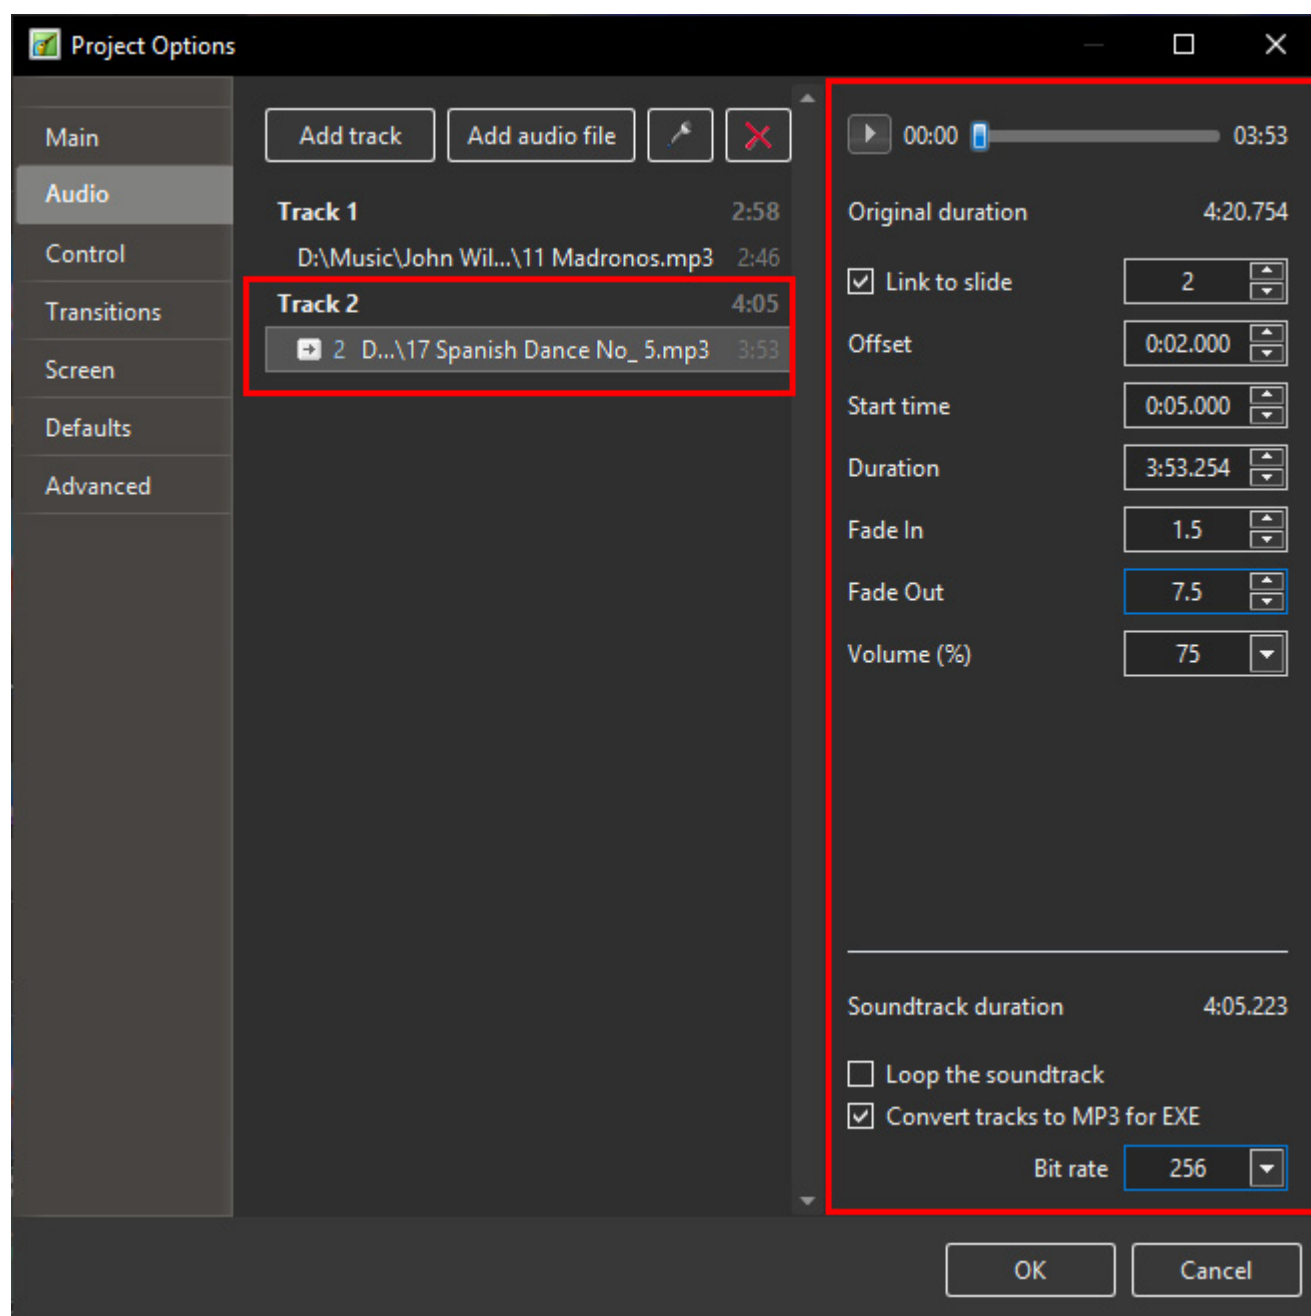 Project Options
Main
Audio
Control
Transitions
Screen
Defaults
Advanced
Add track Add audio file
Track 1 2:58
D:\Music\John Wil...\11 Madronos.mp3 2:46
Track 2 4:05
2 D...\17 Spanish Dance No_ 5.mp3 3:53
00:00 03:53
Original duration 4:20.754
Link to slide 2
Offset 0:02.000
Start time 0:05.000
Duration 3:53.254
Fade In 1.5
Fade Out 7.5
Volume (%) 75
Soundtrack duration 4:05.223
Loop the soundtrack
Convert tracks to MP3 for EXE
Bit rate 256
OK Cancel